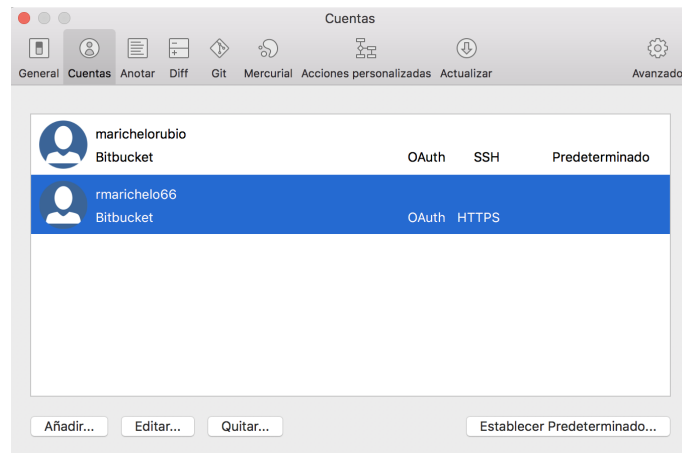 Cuentas
General Cuentas Anotar Diff Git Mercurial Acciones personalizadas Actualizar Avanzado
marichelorubio
Bitbucket OAuth SSH Predeterminado
rmarichelo66
Bitbucket OAuth HTTPS
Añadir... Editar... Quitar... Establecer Predeterminado...